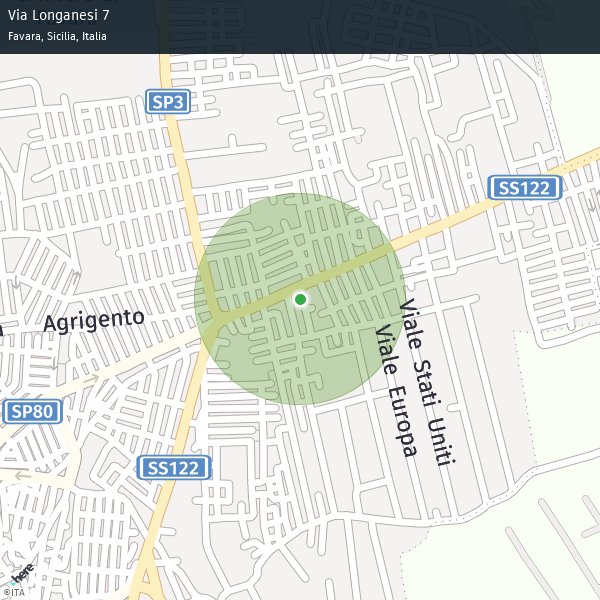 Via Longanesi 7
Favara, Sicilia, Italia
SP3
SS122
Agrigento
Viale Stati Uniti
Viale Europa
SP80
SS122
here
©ITA